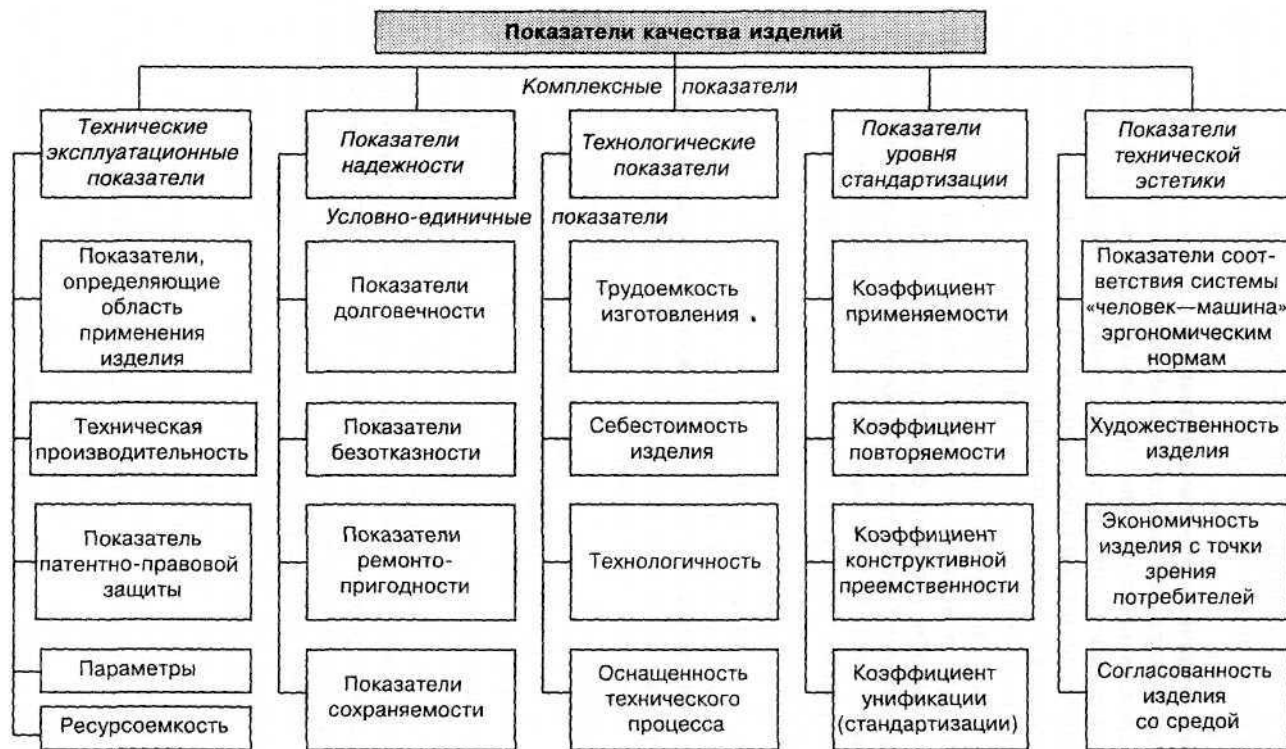 Показатели качества изделий
Комплексные показатели
Технические
эксплуатационные
показатели
Показатели
надежности
Технологические
показатели
Показатели
уровня
стандартизации
Показатели
технической
эстетики
Условно-единичные показатели
Показатели,
определяющие
область
применения
изделия
Показатели
долговечности
Трудоемкость
изготовления
Коэффициент
применяемости
Показатели соот-
ветствия системы
«человек—машина»
эргономическим
нормам
Техническая
производительность
Показатели
безотказности
Себестоимость
изделия
Коэффициент
повторяемости
Художественность
изделия
Показатель
патентно-правовой
защиты
Показатели
ремонто-
пригодности
Технологичность
Коэффициент
конструктивной
преемственности
Экономичность
изделия с точки
зрения
потребителей
Параметры
Ресурсоемкость
Показатели
сохраняемости
Оснащенность
технического
процесса
Коэффициент
унификации
(стандартизации)
Согласованность
изделия
со средой